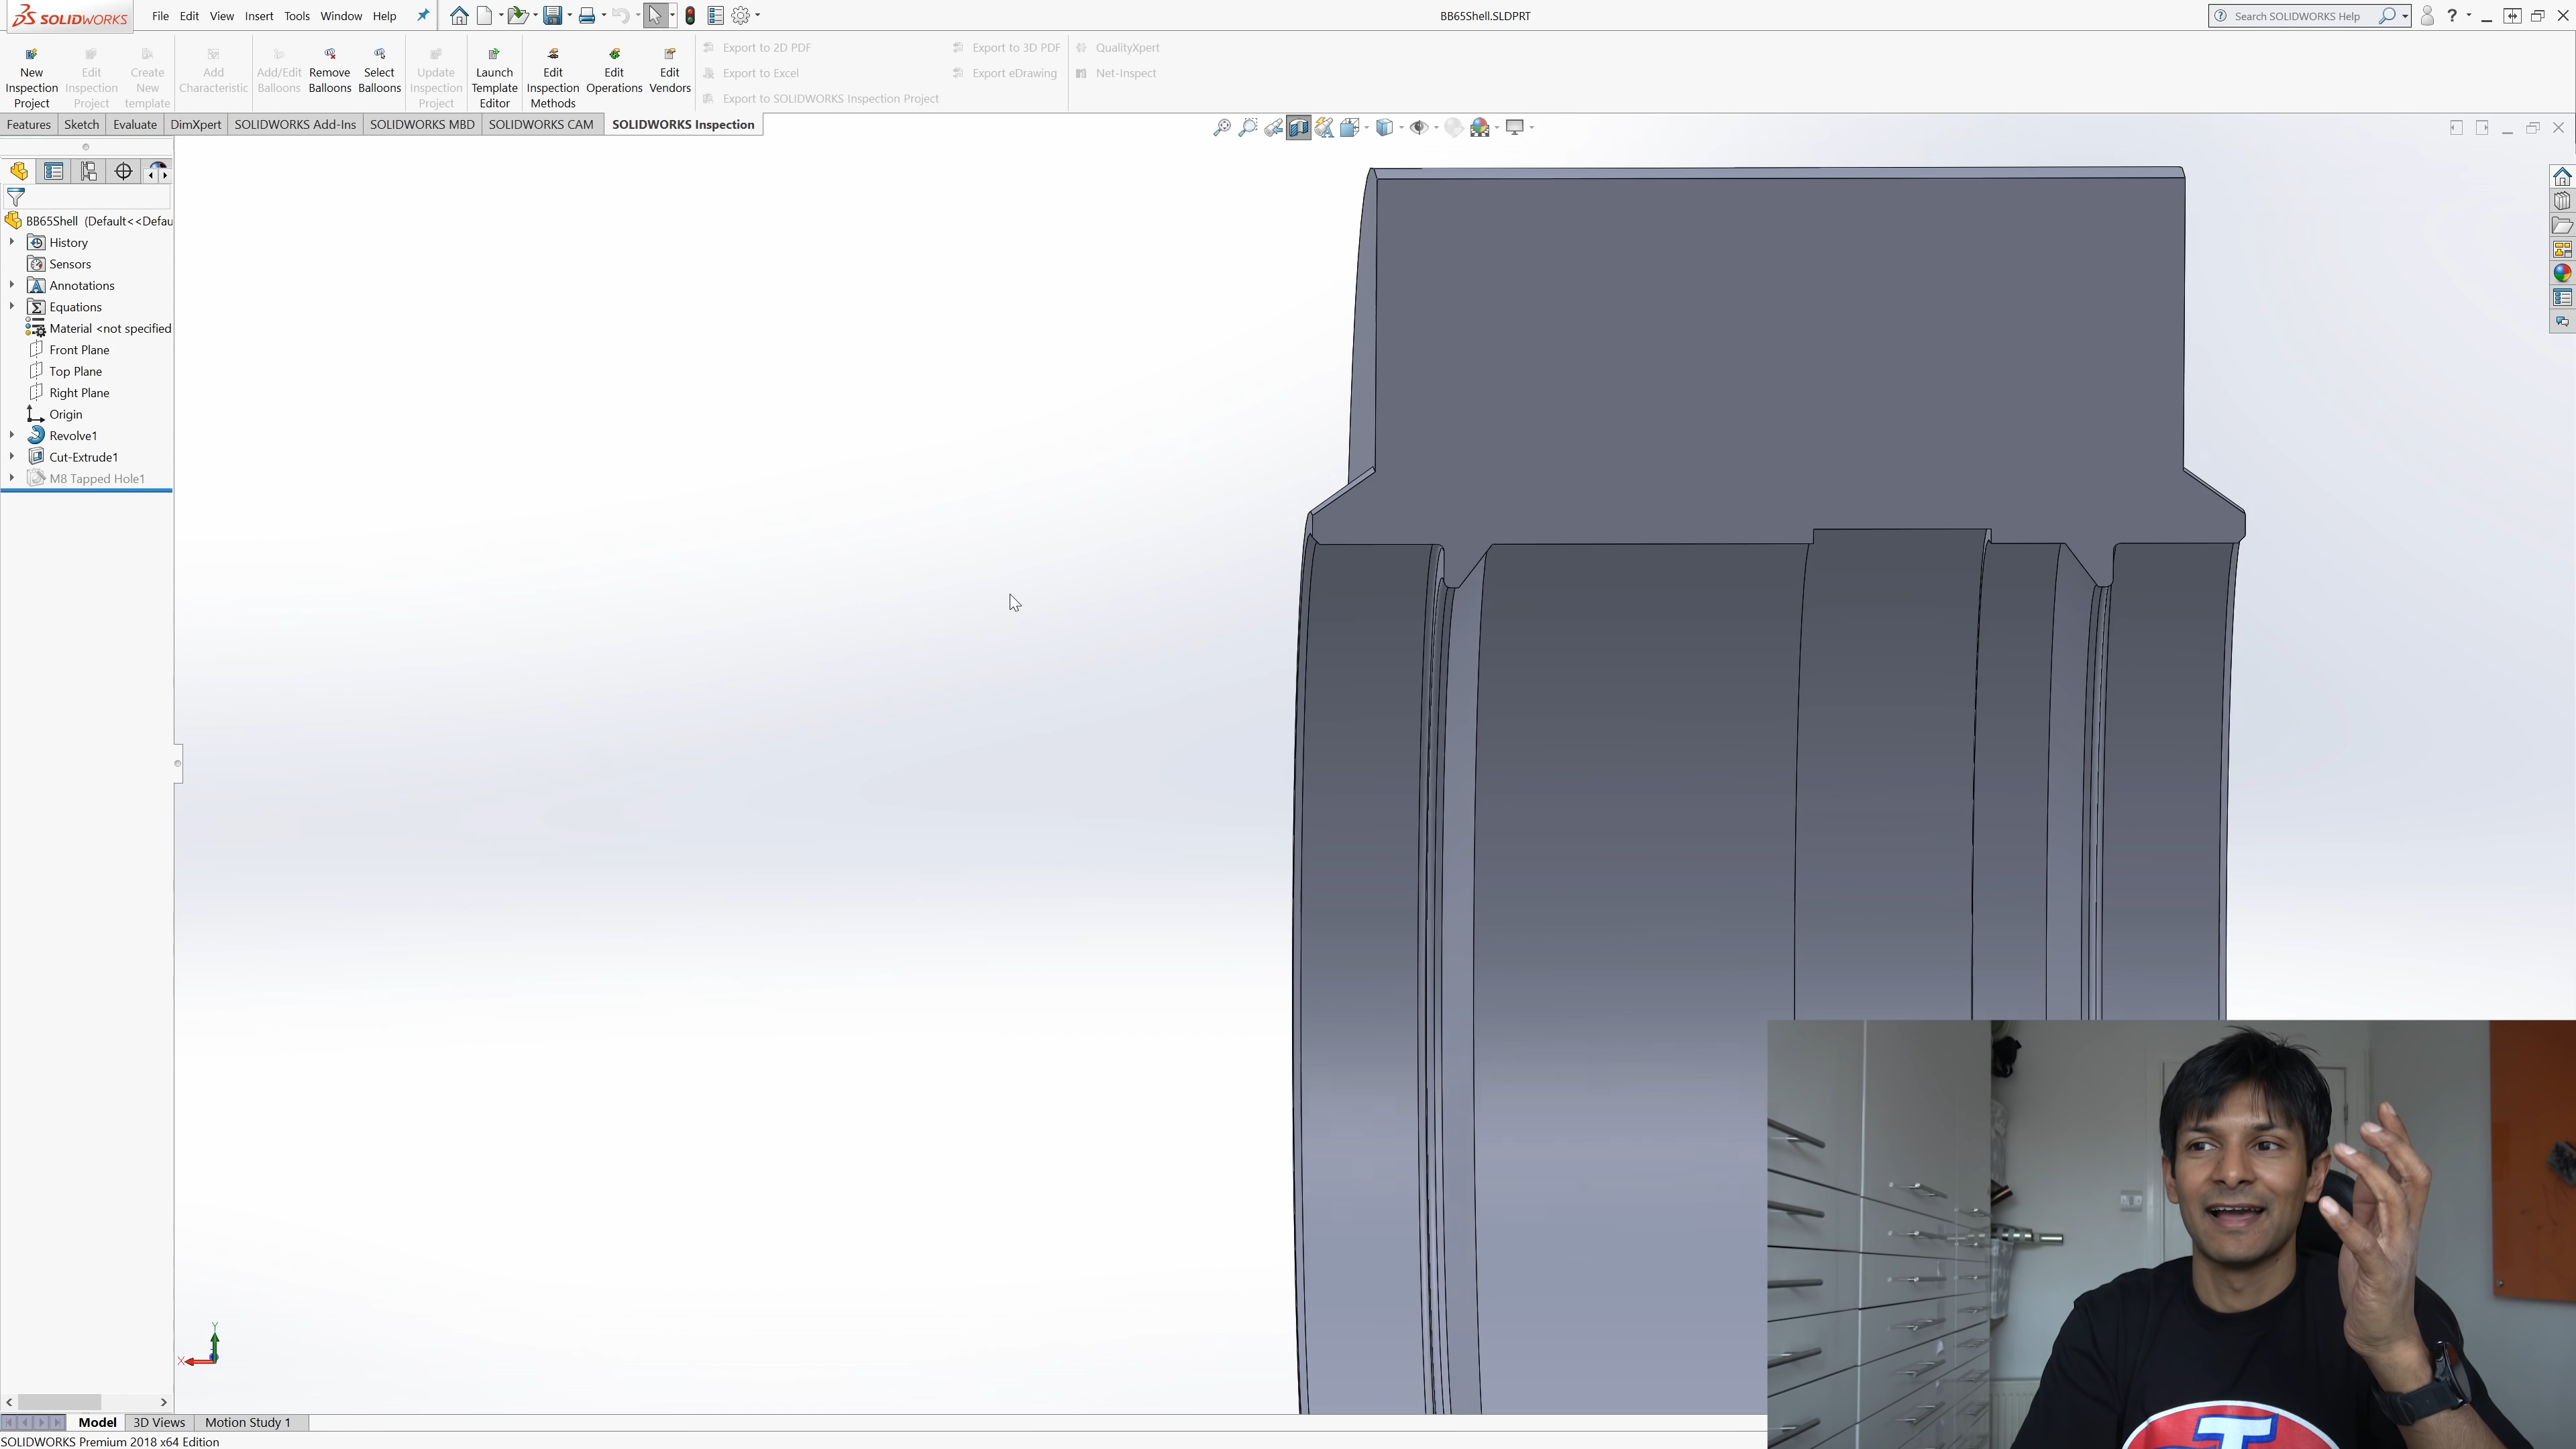 SOLIDWORKS File Edit View Insert Tools Window Help BB65Shell.SLDPRT Search SOLIDWORKS Help ?
New Inspection Project
Edit Inspection Project
Create New template
Add Characteristic
Add/Edit Balloons
Remove Balloons
Select Balloons
Update Inspection Project
Launch Template Editor
Edit Inspection Methods
Edit Operations
Edit Vendors
Export to 2D PDF
Export to Excel
Export to SOLIDWORKS Inspection Project
Export to 3D PDF
Export eDrawing
QualityXpert
Net-Inspect
Features Sketch Evaluate DimXpert SOLIDWORKS Add-Ins SOLIDWORKS MBD SOLIDWORKS CAM SOLIDWORKS Inspection
BB65Shell (Default<<Defau
History
Sensors
Annotations
Equations
Material <not specified
Front Plane
Top Plane
Right Plane
Origin
Revolve1
Cut-Extrude1
M8 Tapped Hole1
Y
X
Model 3D Views Motion Study 1
SOLIDWORKS Premium 2018 x64 Edition